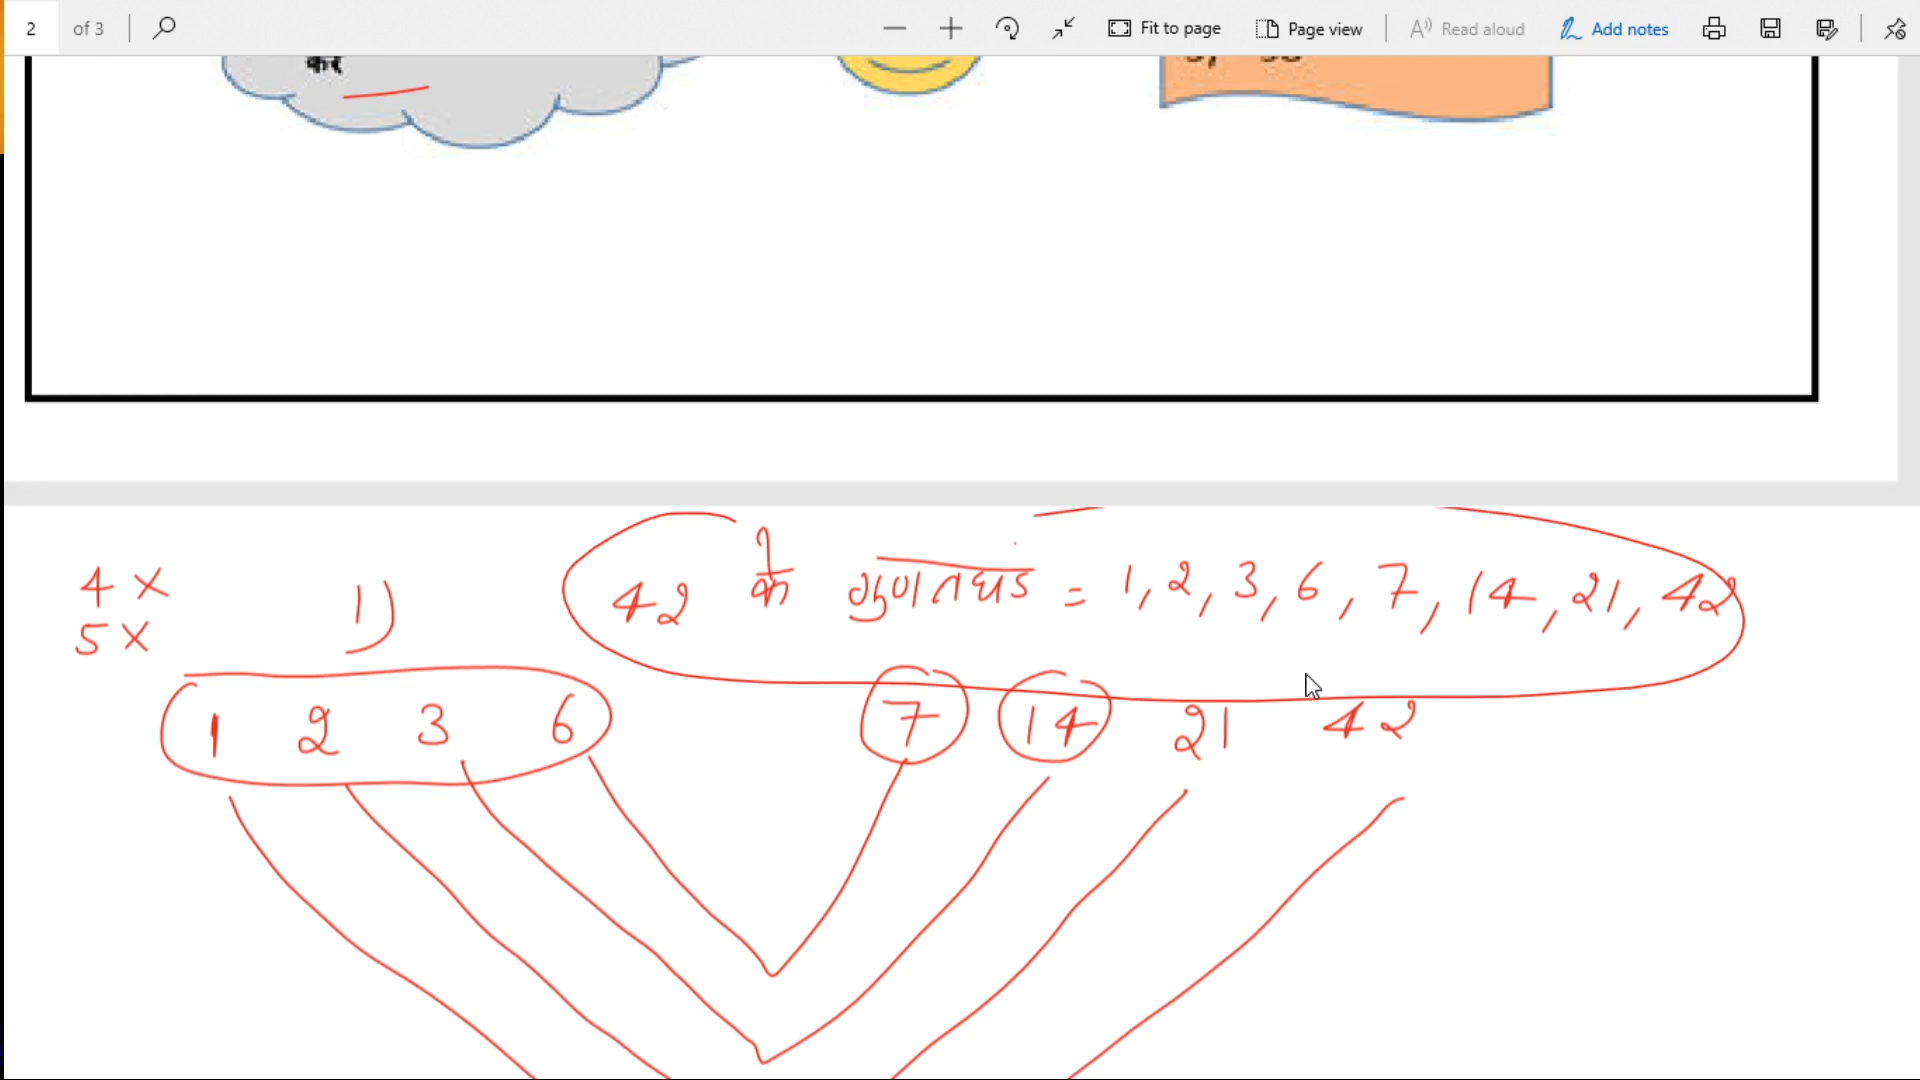 2 of 3 Fit to page Page view Read aloud Add notes
करें
4 X
5 X
1)
42 के गुणनखंड = 1, 2, 3, 6, 7, 14, 21, 42
1 2 3 6 7 14 21 42